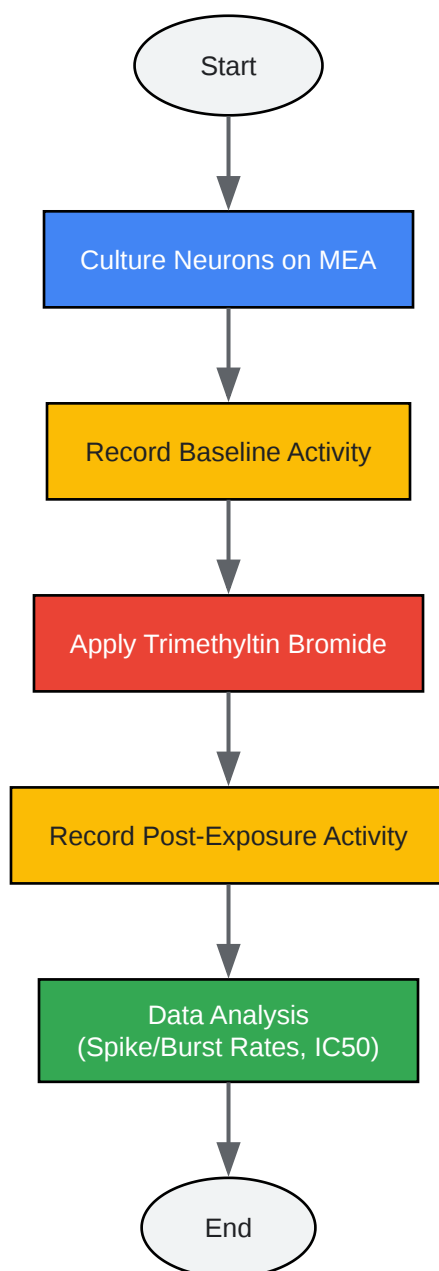 Start
Culture Neurons on MEA
Record Baseline Activity
Apply Trimethyltin Bromide
Record Post-Exposure Activity
Data Analysis
(Spike/Burst Rates, IC50)
End